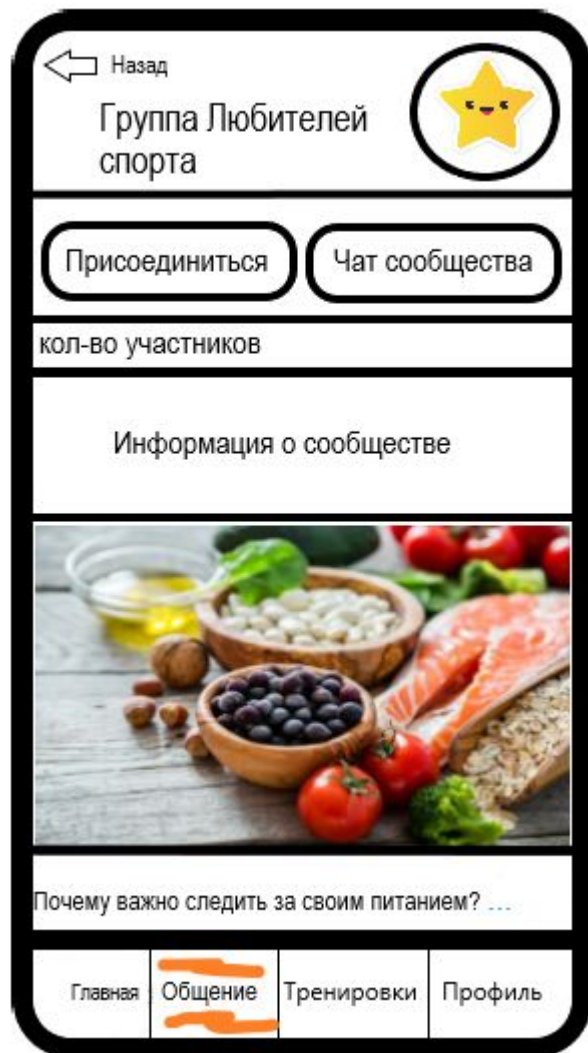 Назад
Группа Любителей
спорта
Присоединиться
Чат сообщества
кол-во участников
Информация о сообществе
Почему важно следить за своим питанием? ...
Главная
Общение
Тренировки
Профиль